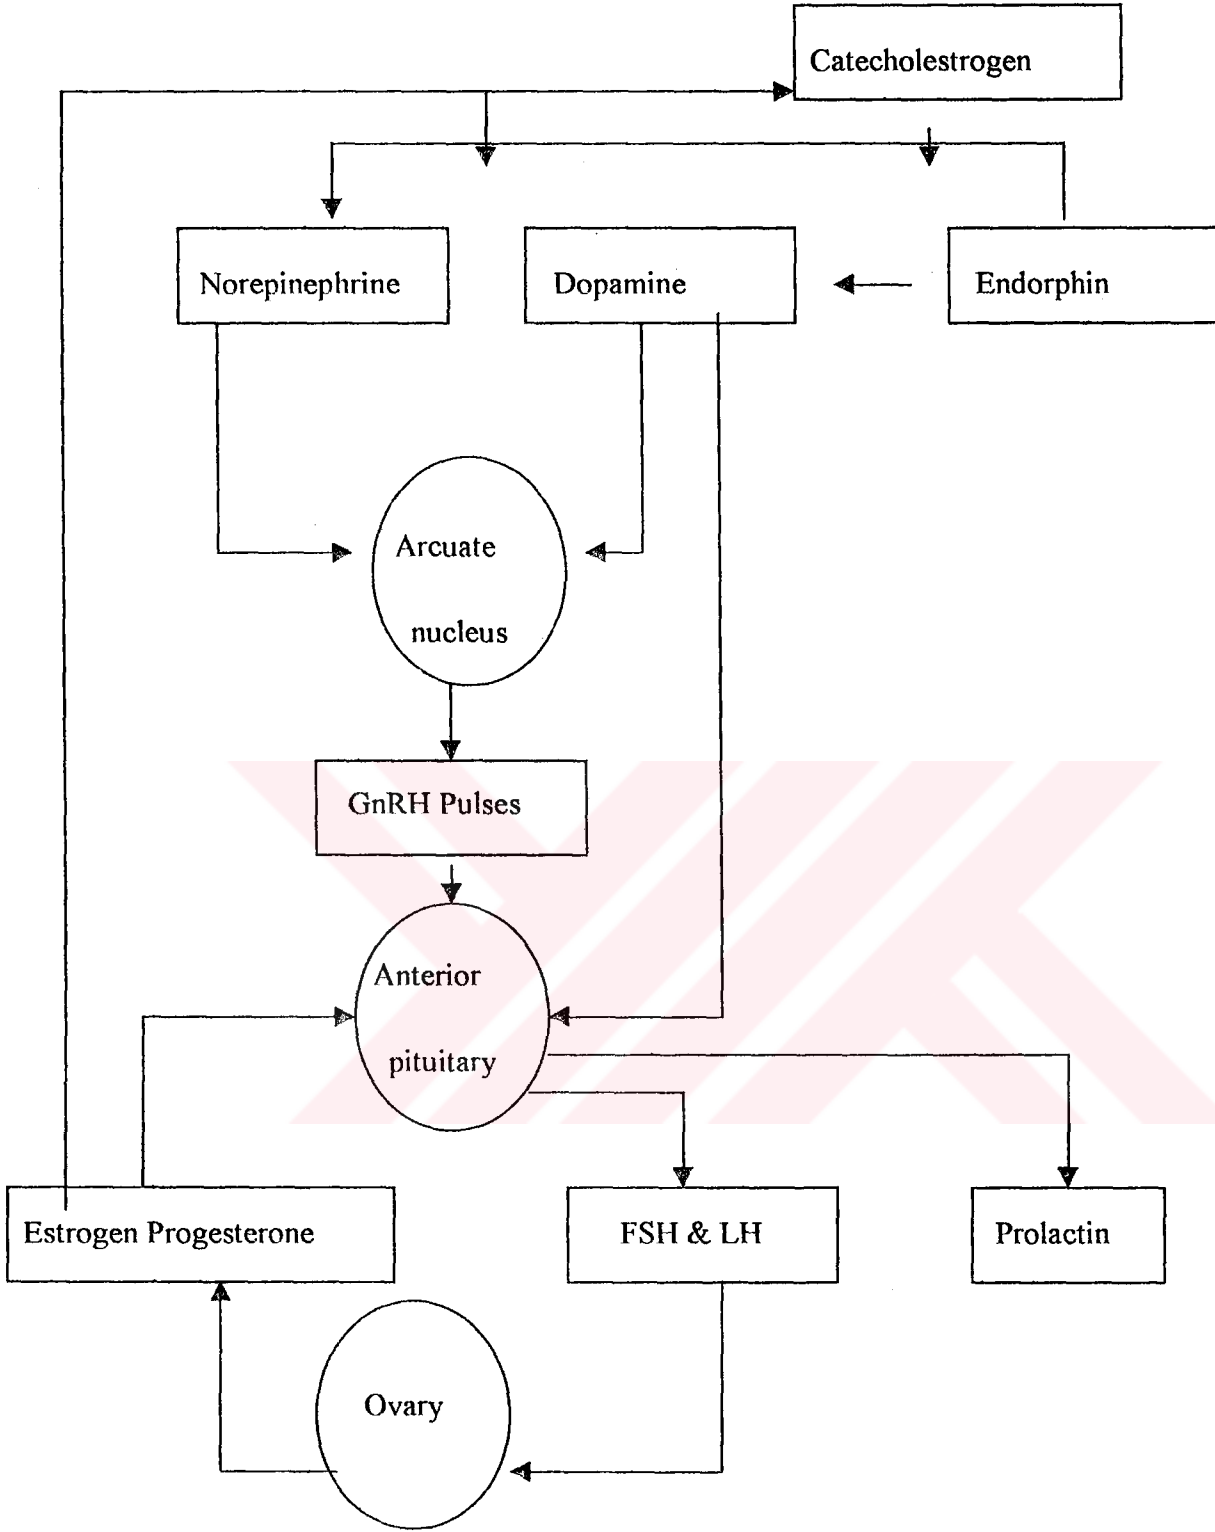 Catecholestrogen
Norepinephrine
Dopamine
Endorphin
Arcuate
nucleus
GnRH Pulses
Anterior
pituitary
Estrogen Progesterone
FSH & LH
Prolactin
Ovary